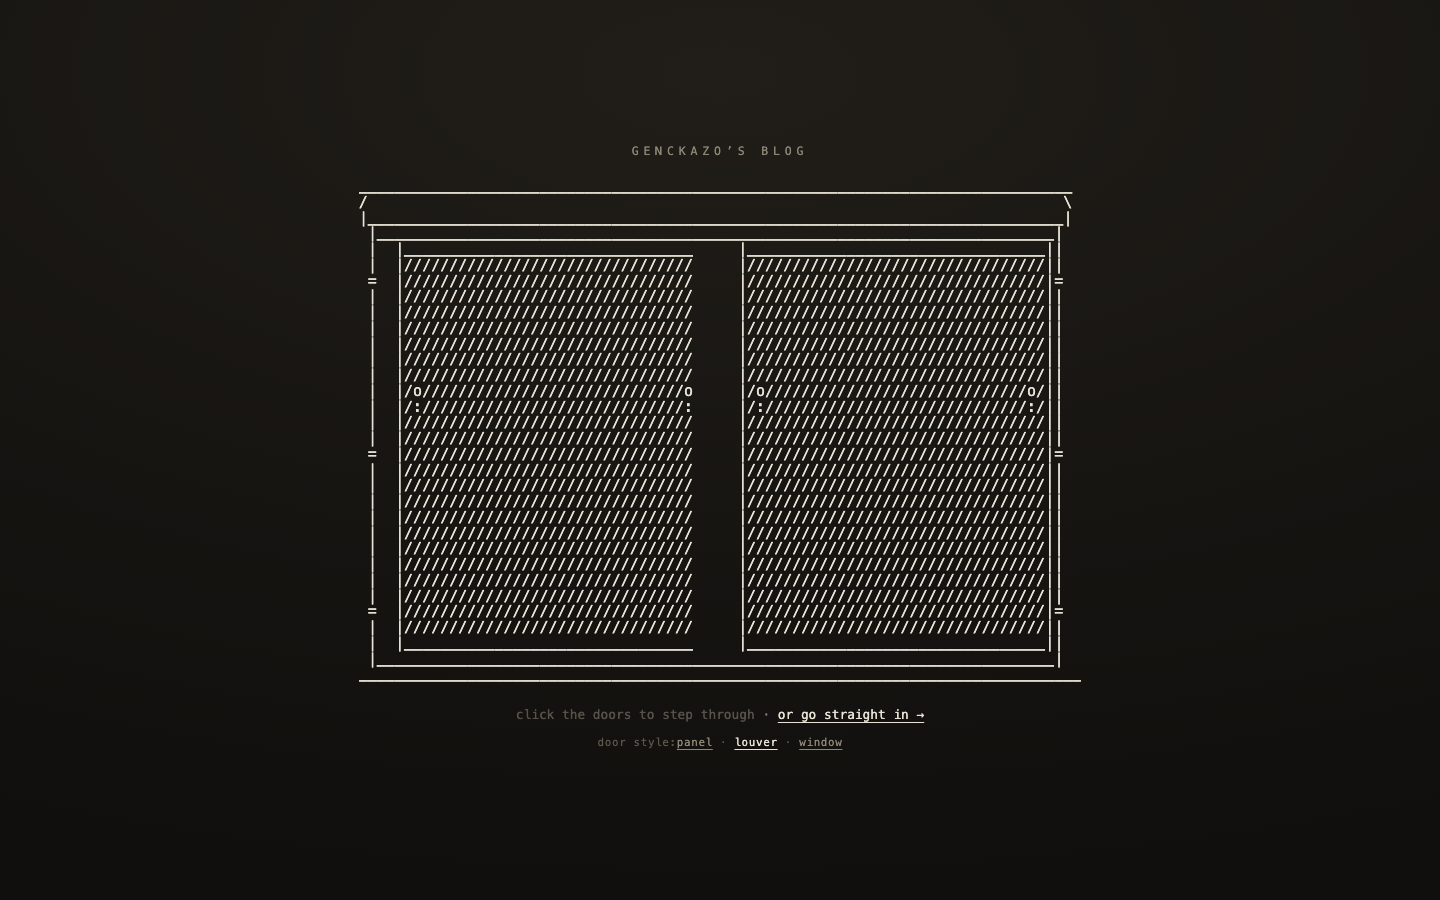 GENCKAZO’S BLOG
click the doors to step through · or go straight in →
door style:panel · louver · window